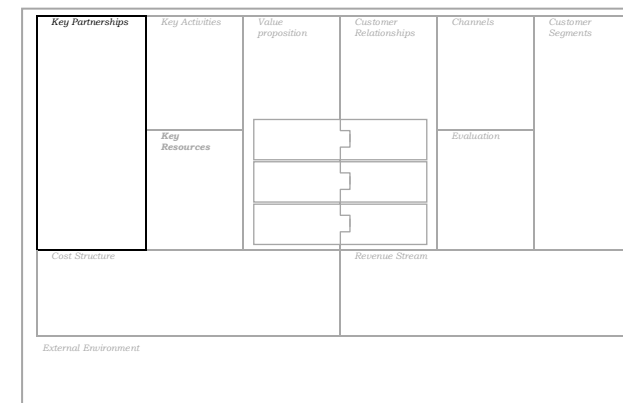 Key Partnerships
Key Activities
Value
proposition
Customer
Relationships
Channels
Customer
Segments
Key
Resources
Evaluation
Cost Structure
Revenue Stream
External Environment